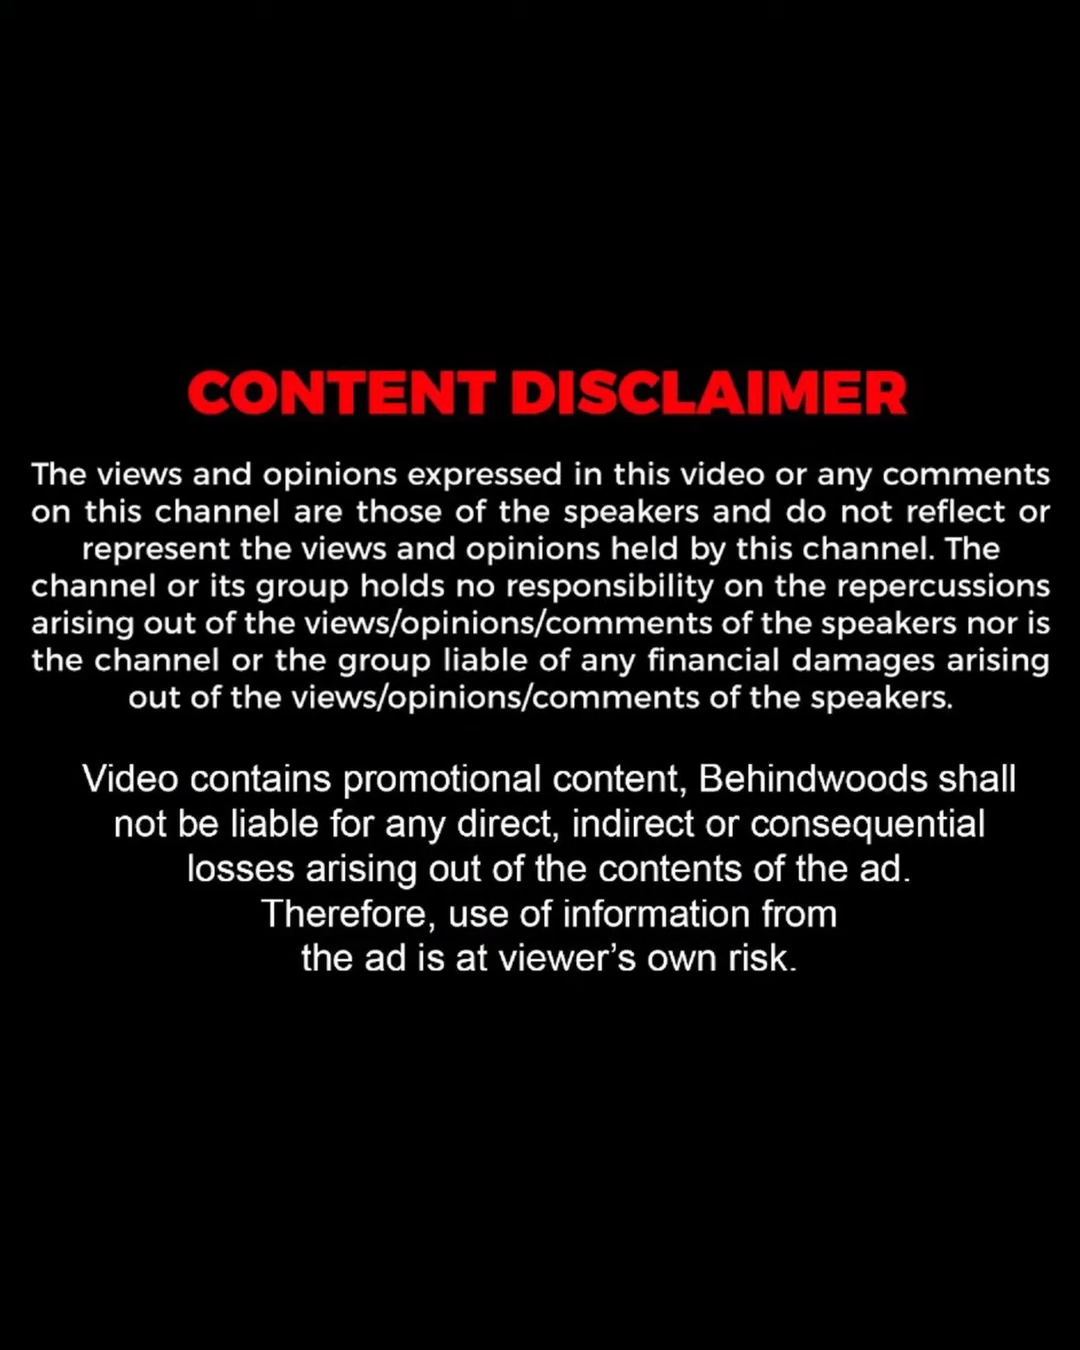 CONTENT DISCLAIMER
The views and opinions expressed in this video or any comments
on this channel are those of the speakers and do not reflect or
represent the views and opinions held by this channel. The
channel or its group holds no responsibility on the repercussions
arising out of the views/opinions/comments of the speakers nor is
the channel or the group liable of any financial damages arising
out of the views/opinions/comments of the speakers.
Video contains promotional content, Behindwoods shall
not be liable for any direct, indirect or consequential
losses arising out of the contents of the ad.
Therefore, use of information from
the ad is at viewer’s own risk.